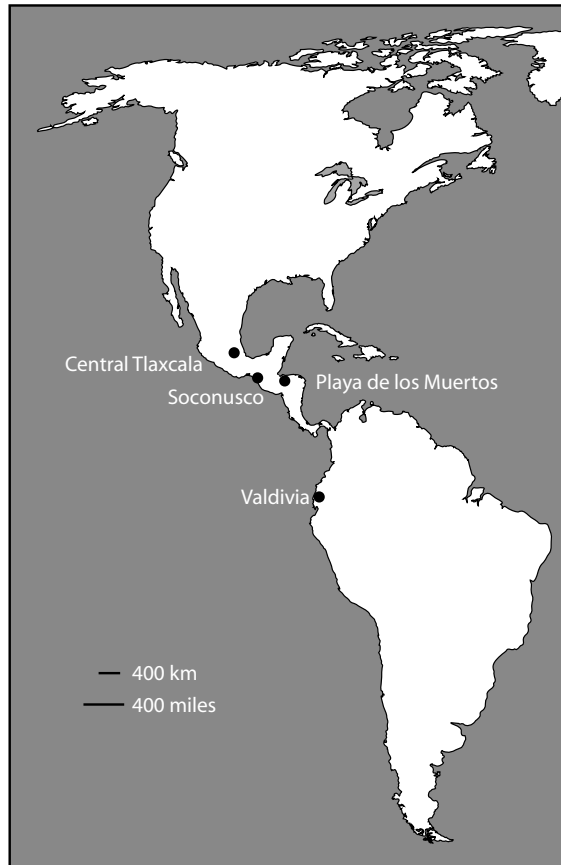 Central Tlaxcala
Playa de los Muertos
Soconusco
Valdivia
400 km
400 miles